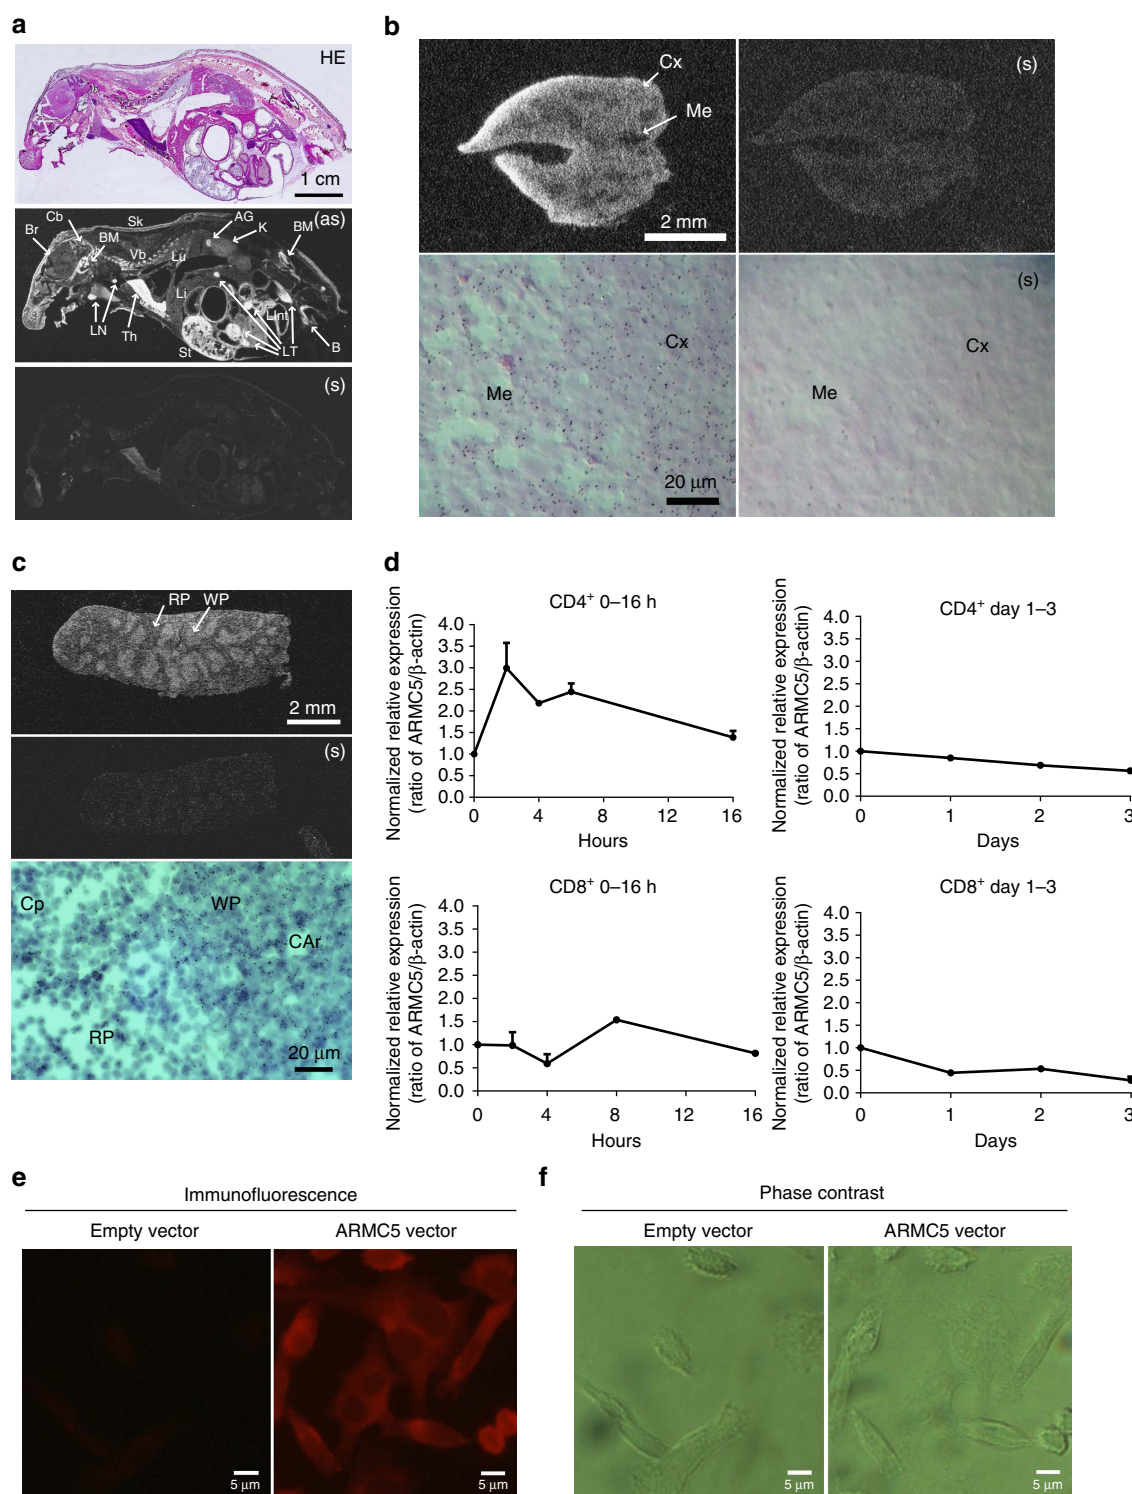 a
HE
1 cm
(as)
Sk
Cb
BM
Br
AG
K
BM
Vb
Lu
Li
LInt
LN
Th
St
LT
B
(s)
b
Cx
Me
2 mm
(s)
Cx
Me
20 μm
(s)
Cx
Me
c
RP
WP
2 mm
(s)
Cp
WP
CAr
RP
20 μm
d
CD4+ 0–16 h
Normalized relative expression
(ratio of ARMC5/β-actin)
4.0
3.5
3.0
2.5
2.0
1.5
1.0
0.5
0.0
0 4 8 12 16
Hours
CD4+ day 1–3
Normalized relative expression
(ratio of ARMC5/β-actin)
4.0
3.5
3.0
2.5
2.0
1.5
1.0
0.5
0.0
0 1 2 3
Days
CD8+ 0–16 h
Normalized relative expression
(ratio of ARMC5/β-actin)
4.0
3.5
3.0
2.5
2.0
1.5
1.0
0.5
0.0
0 4 8 12 16
Hours
CD8+ day 1–3
Normalized relative expression
(ratio of ARMC5/β-actin)
4.0
3.5
3.0
2.5
2.0
1.5
1.0
0.5
0.0
0 1 2 3
Days
e
Immunofluorescence
Empty vector
ARMC5 vector
5 μm
5 μm
f
Phase contrast
Empty vector
ARMC5 vector
5 μm
5 μm